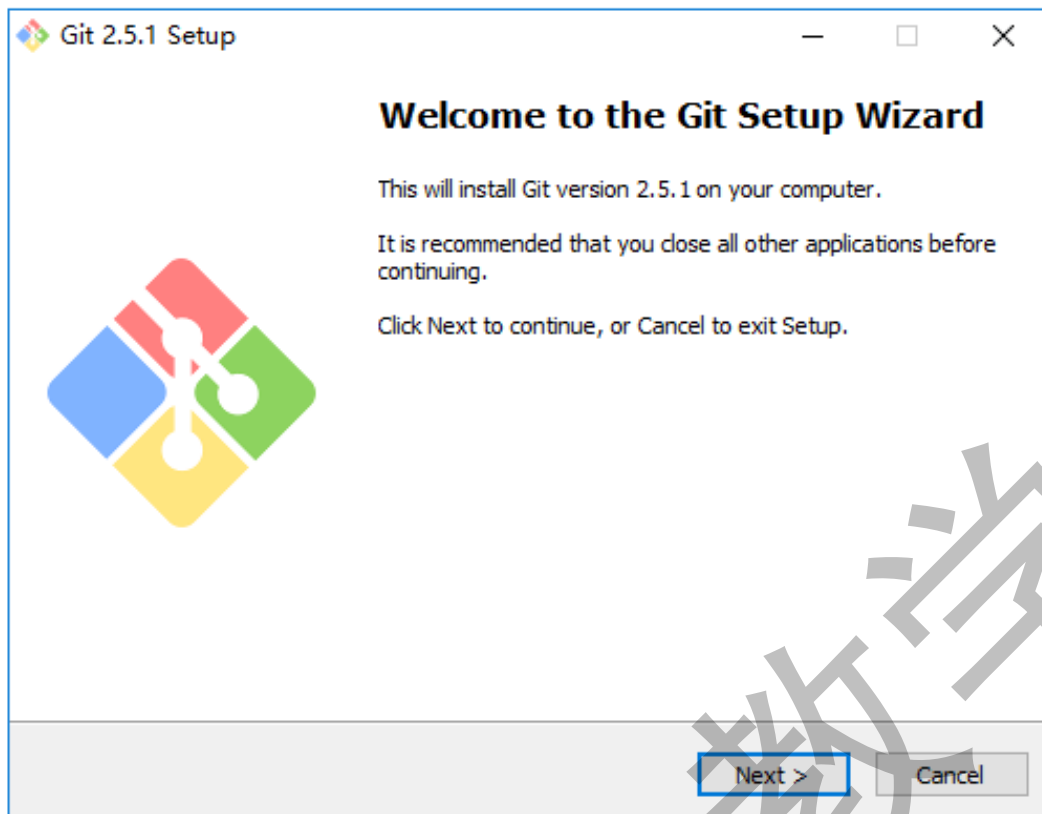 Git 2.5.1 Setup
Welcome to the Git Setup Wizard
This will install Git version 2.5.1 on your computer.
It is recommended that you close all other applications before
continuing.
Click Next to continue, or Cancel to exit Setup.
教学
Next >
Cancel